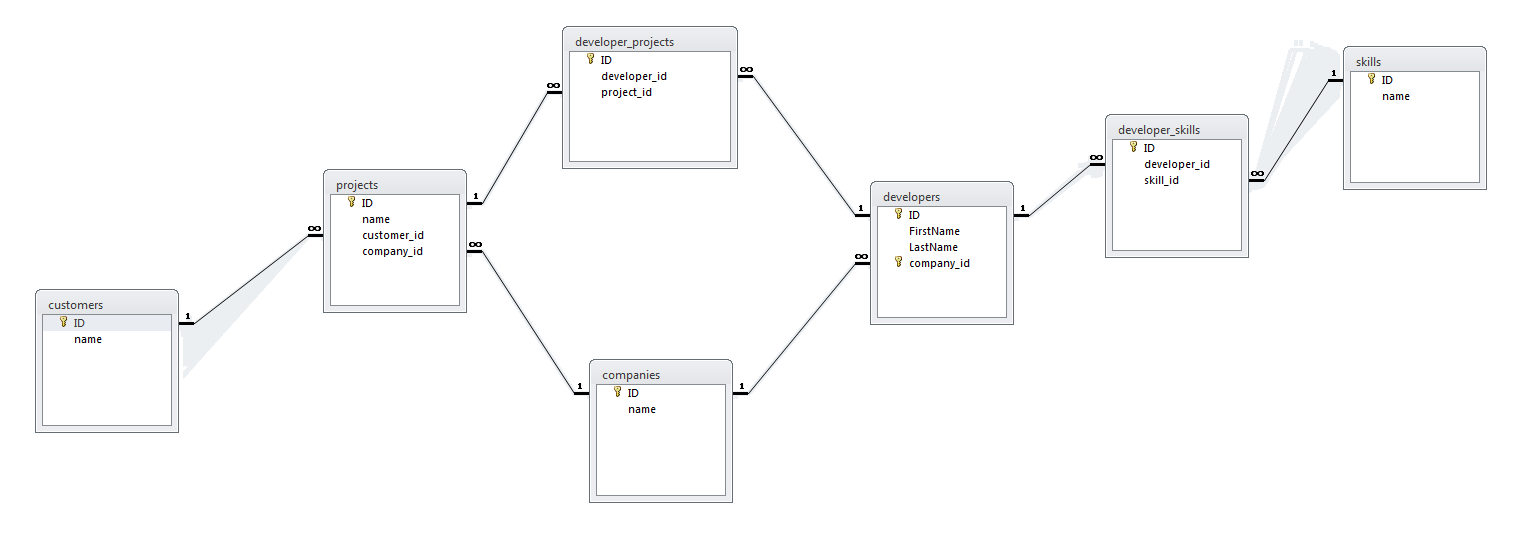 developer_projects
ID
developer_id
project_id
skills
ID
name
developer_skills
ID
developer_id
skill_id
projects
ID
name
customer_id
company_id
developers
ID
FirstName
LastName
company_id
customers
ID
name
companies
ID
name
∞
∞
1
∞
1
∞
1
1
∞
1
∞
1
∞
1
1
∞